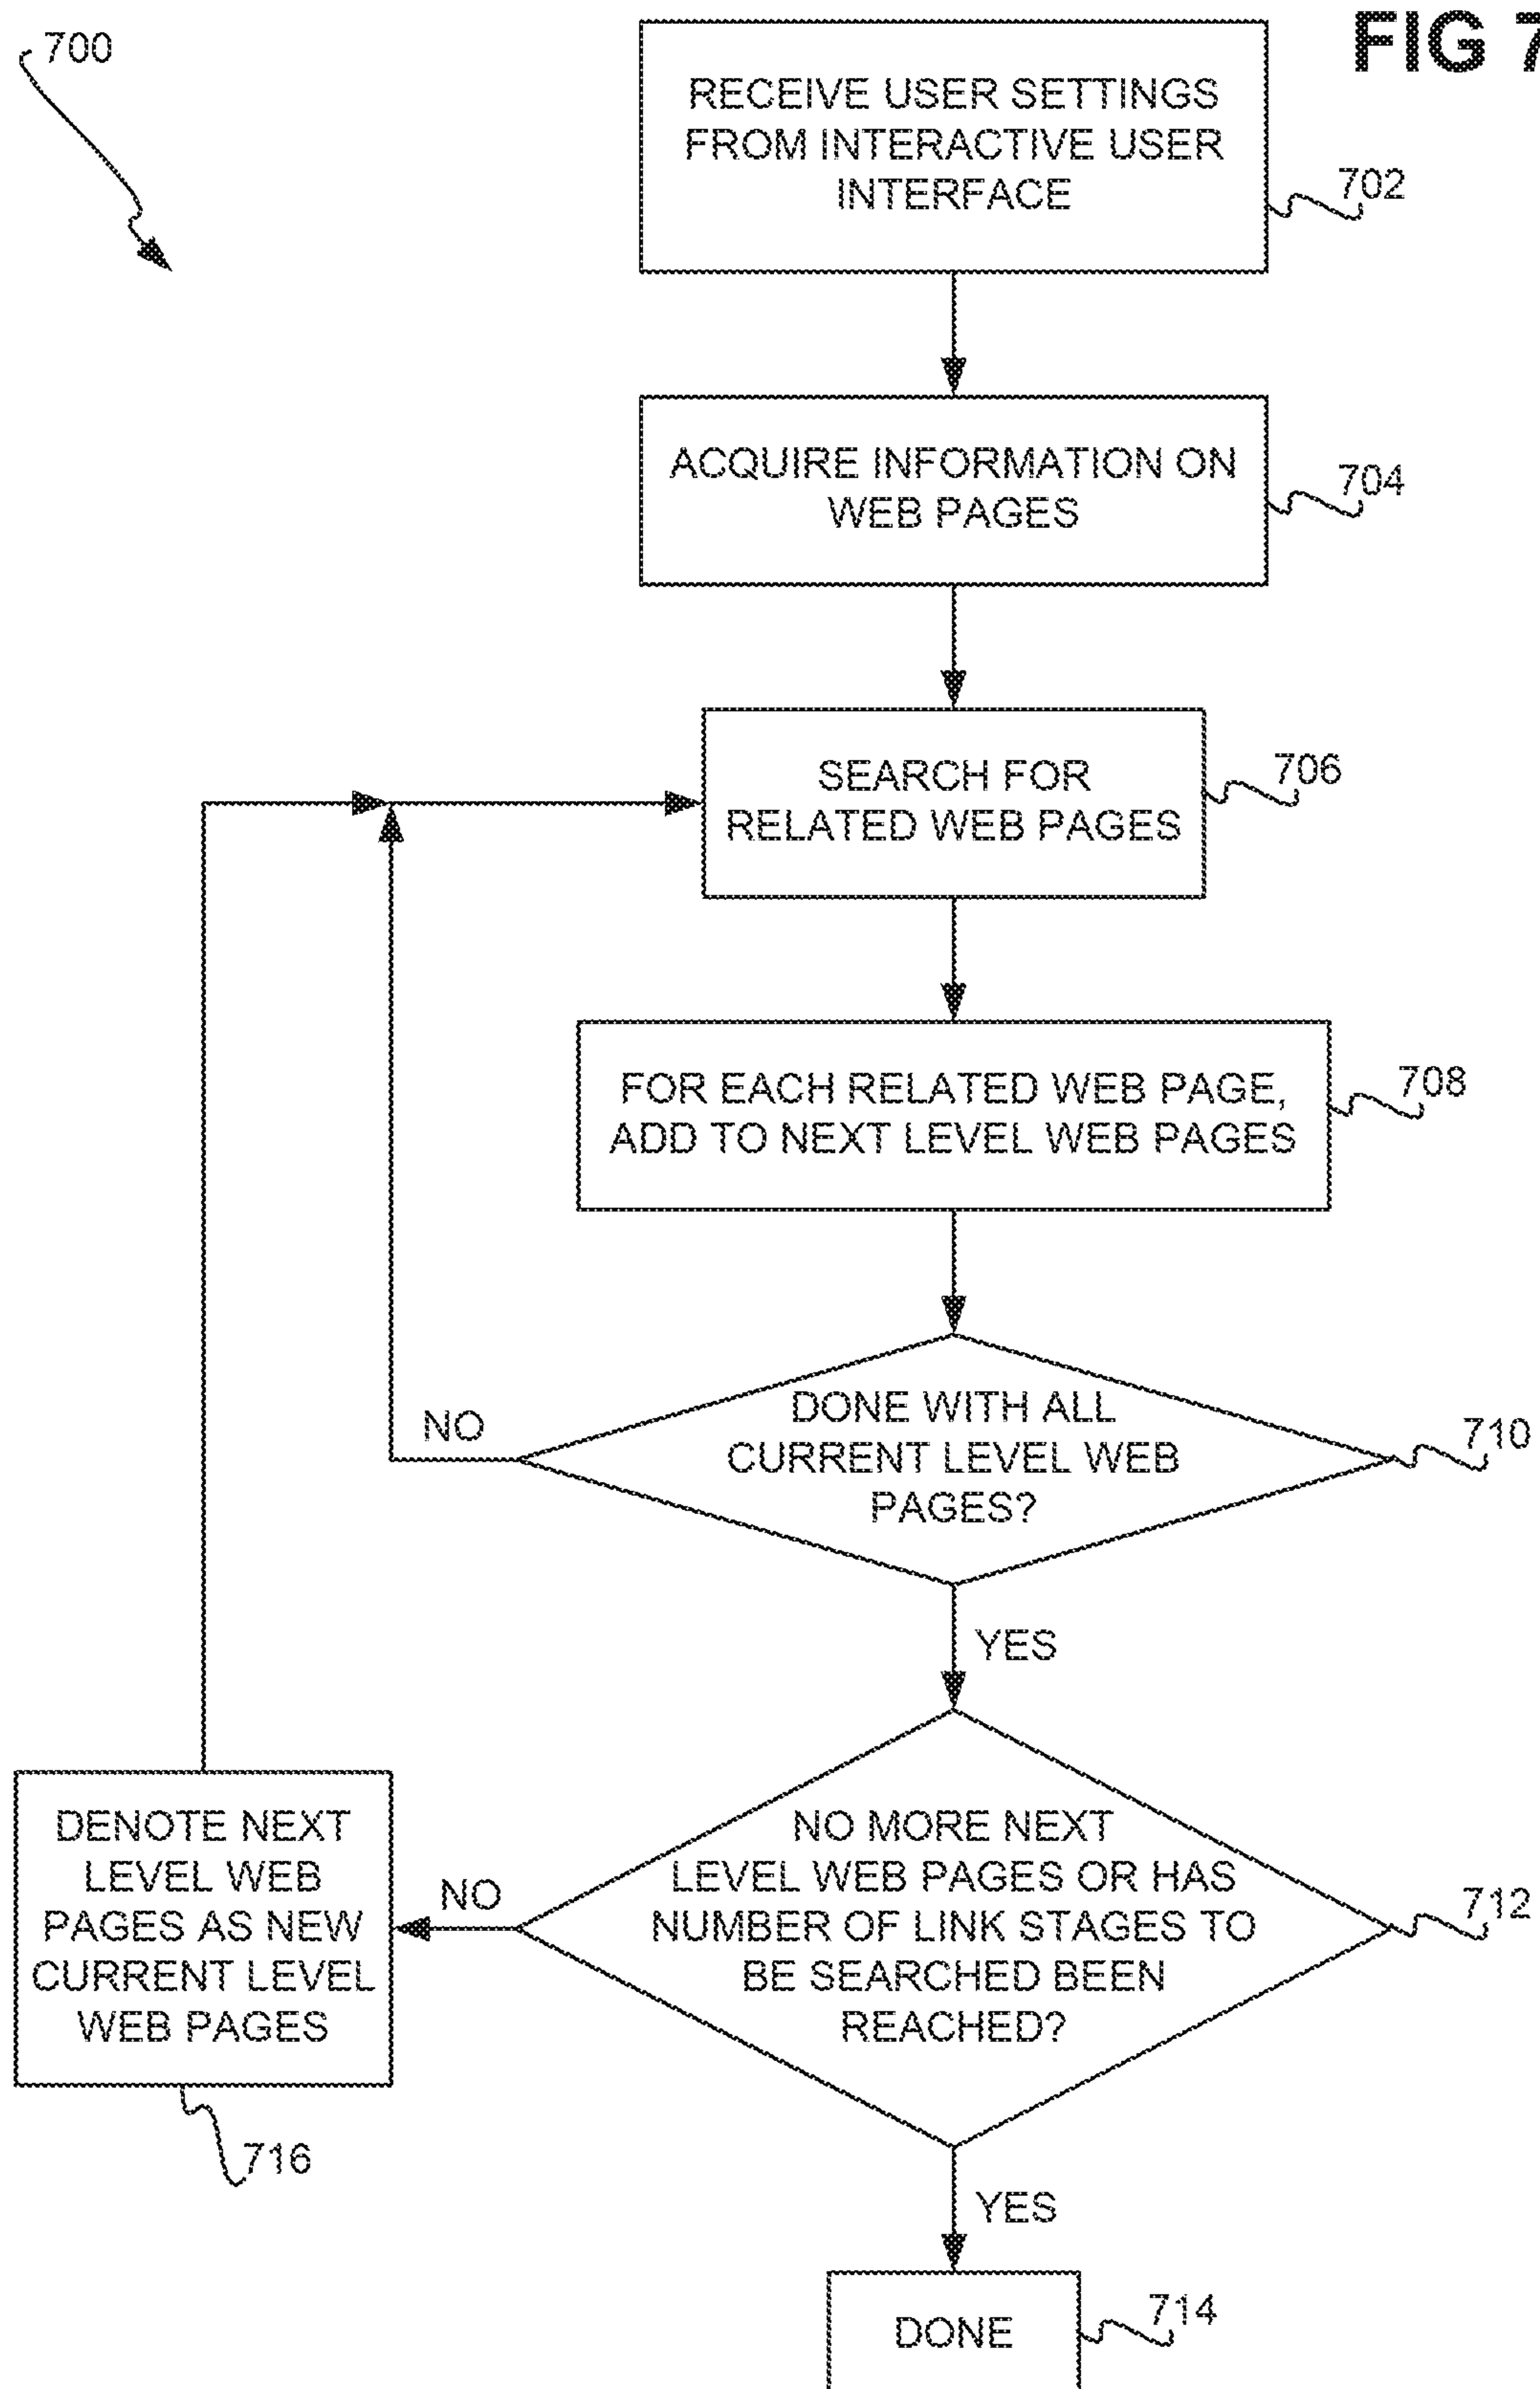 FIG 7
700
RECEIVE USER SETTINGS
FROM INTERACTIVE USER
INTERFACE
702
ACQUIRE INFORMATION ON
WEB PAGES
704
SEARCH FOR
RELATED WEB PAGES
706
FOR EACH RELATED WEB PAGE,
ADD TO NEXT LEVEL WEB PAGES
708
DONE WITH ALL
CURRENT LEVEL WEB
PAGES?
710
NO
YES
NO MORE NEXT
LEVEL WEB PAGES OR HAS
NUMBER OF LINK STAGES TO
BE SEARCHED BEEN
REACHED?
712
NO
DENOTE NEXT
LEVEL WEB
PAGES AS NEW
CURRENT LEVEL
WEB PAGES
716
YES
DONE
714